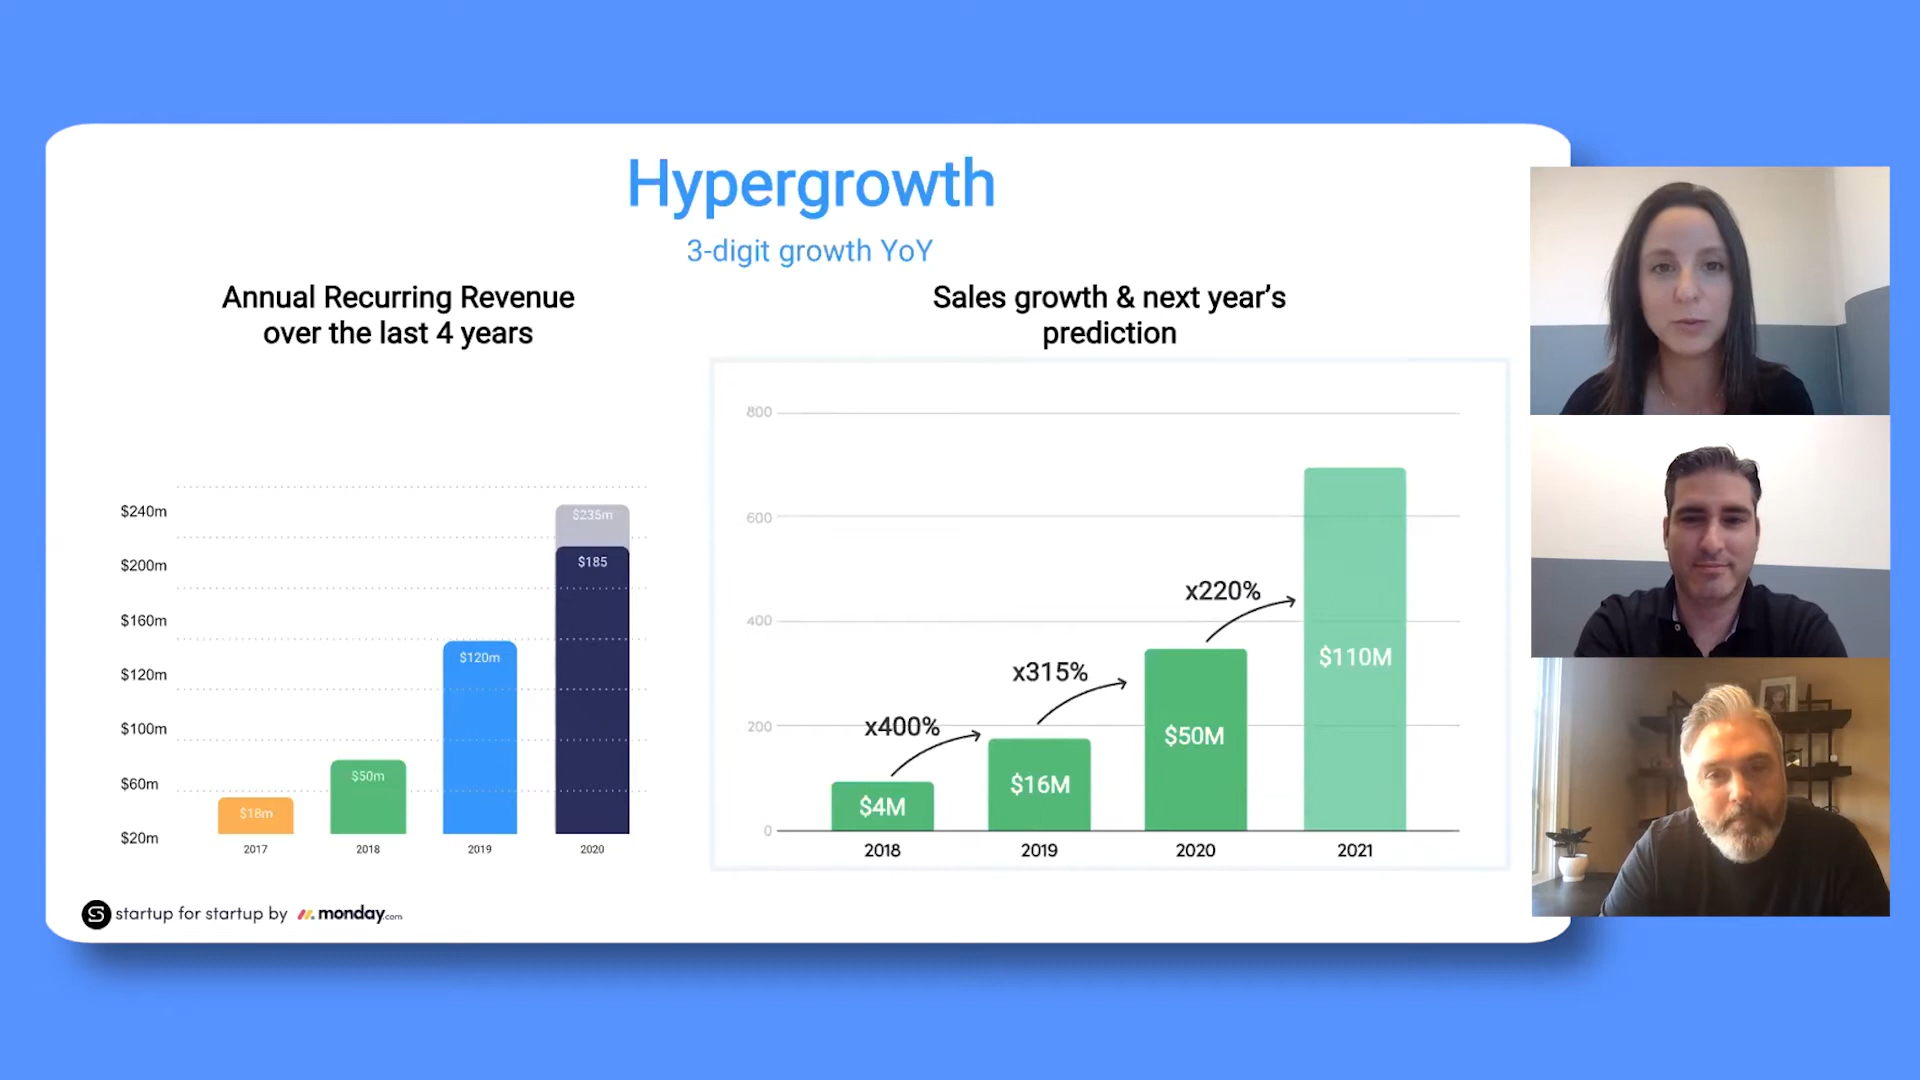 Hypergrowth
3-digit growth YoY
Annual Recurring Revenue
over the last 4 years
$240m
$200m
$160m
$120m
$100m
$60m
$20m
$18m
$50m
$120m
$235m
$185
2017
2018
2019
2020
Sales growth & next year’s
prediction
800
600
400
200
0
x400%
x315%
x220%
$4M
$16M
$50M
$110M
2018
2019
2020
2021
S startup for startup by monday.com